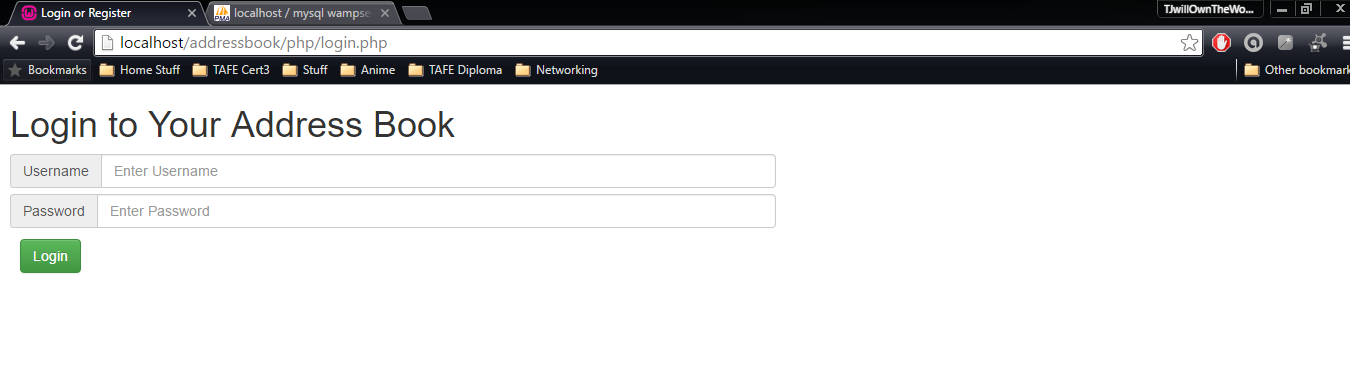 TJwillOwnTheWo...
Login or Register
localhost / mysql wampse
localhost/addressbook/php/login.php
Bookmarks Home Stuff TAFE Cert3 Stuff Anime TAFE Diploma Networking Other bookmark
Login to Your Address Book
Username Enter Username
Password Enter Password
Login